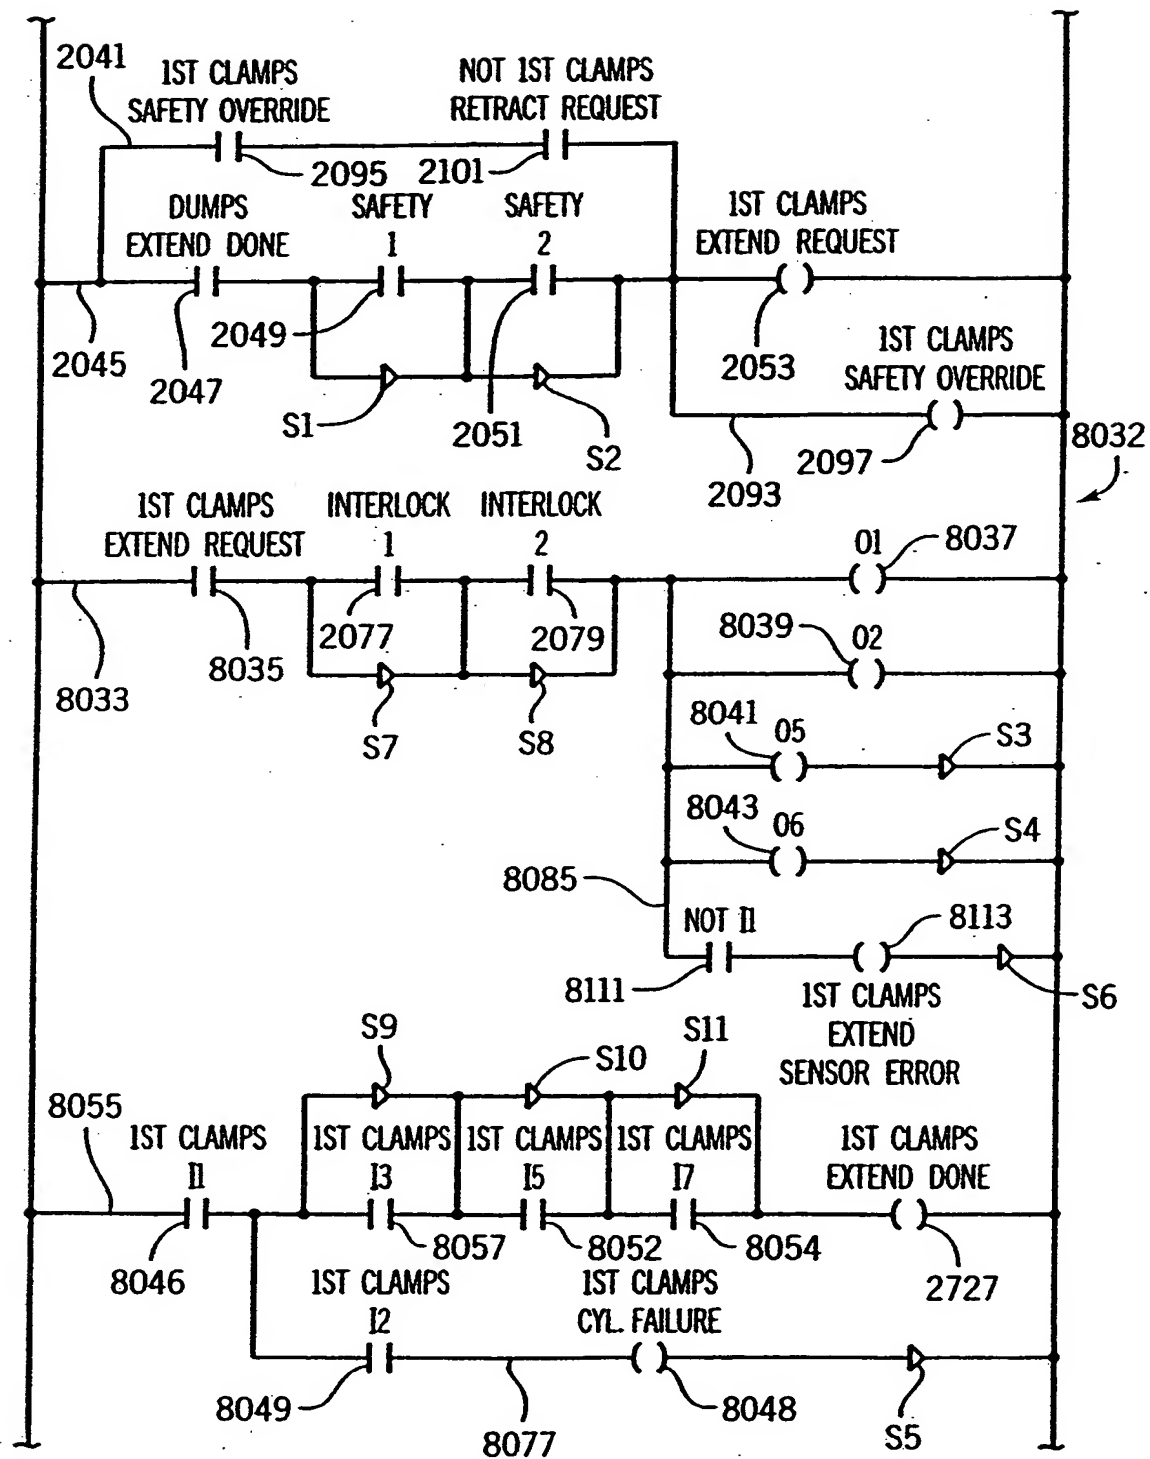 2041
1ST CLAMPS
SAFETY OVERRIDE
NOT 1ST CLAMPS
RETRACT REQUEST
2095
2101
DUMPS
EXTEND DONE
SAFETY
1
SAFETY
2
1ST CLAMPS
EXTEND REQUEST
2045
2047
2049
S1
2051
S2
2053
1ST CLAMPS
SAFETY OVERRIDE
2097
2093
8032
1ST CLAMPS
EXTEND REQUEST
INTERLOCK
1
INTERLOCK
2
O1
8037
8033
8035
2077
2079
8039
O2
S7
S8
8041
O5
S3
8043
O6
S4
8085
NOT I1
8113
8111
S6
1ST CLAMPS
EXTEND
SENSOR ERROR
S9
S10
S11
8055
1ST CLAMPS
I1
1ST CLAMPS
I3
1ST CLAMPS
I5
1ST CLAMPS
I7
1ST CLAMPS
EXTEND DONE
8046
8057
8052
8054
2727
1ST CLAMPS
I2
1ST CLAMPS
CYL. FAILURE
8049
8077
8048
S5